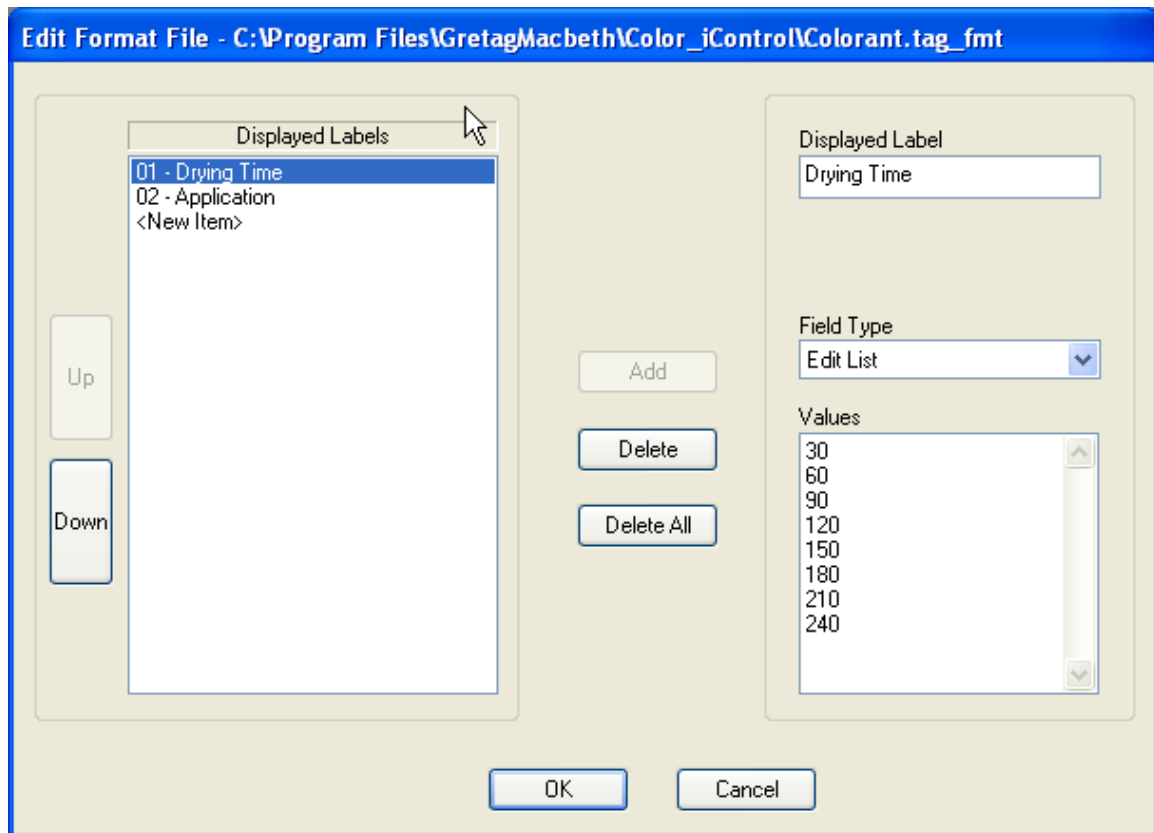 Edit Format File - C:\Program Files\GretagMacbeth\Color_iControl\Colorant.tag_fmt
Displayed Labels
01 - Drying Time
02 - Application
<New Item>
Up
Down
Add
Delete
Delete All
Displayed Label
Drying Time
Field Type
Edit List
Values
30
60
90
120
150
180
210
240
OK
Cancel